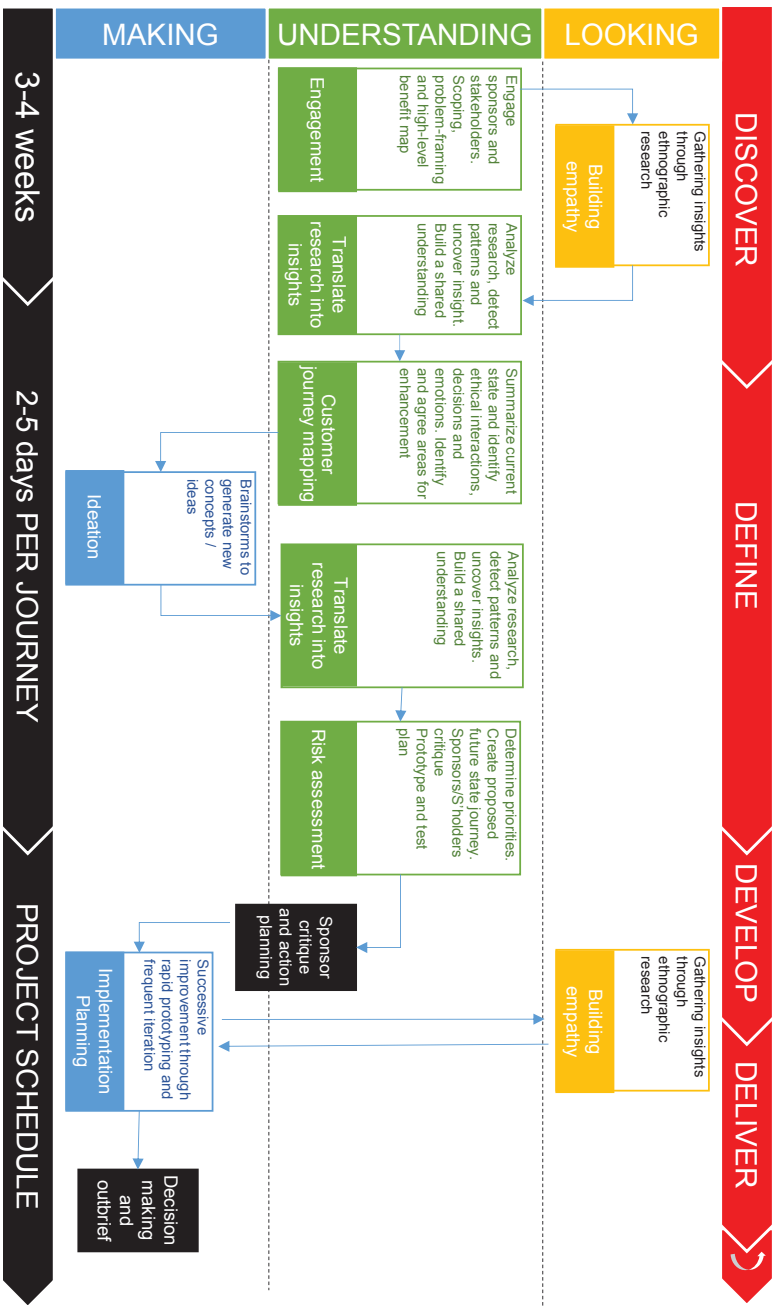 DISCOVER
DEFINE
DEVELOP
DELIVER
LOOKING
Gathering insights
through
ethnographic
research
Building
empathy
Gathering insights
through
ethnographic
research
Building
empathy
UNDERSTANDING
Engage
sponsors and
stakeholders.
Scoping,
problem-framing
and high-level
benefit map
Engagement
Analyze
research, detect
patterns and
uncover insight.
Build a shared
understanding
Translate
research into
insights
Summarize current
state and identify
ethical interactions,
decisions and
emotions. Identify
and agree areas for
enhancement
Customer
journey mapping
Analyze research,
detect patterns and
uncover insights.
Build a shared
understanding
Translate
research into
insights
Determine priorities.
Create proposed
future state journey.
Sponsors/S'holders
critique
Prototype and test
plan
Risk assessment
Sponsor
critique
and action
planning
MAKING
Brainstorms to
generate new
concepts /
ideas
Ideation
Successive
improvement through
rapid prototyping and
frequent iteration
Implementation
Planning
Decision
making
and
outbrief
3-4 weeks
2-5 days PER JOURNEY
PROJECT SCHEDULE